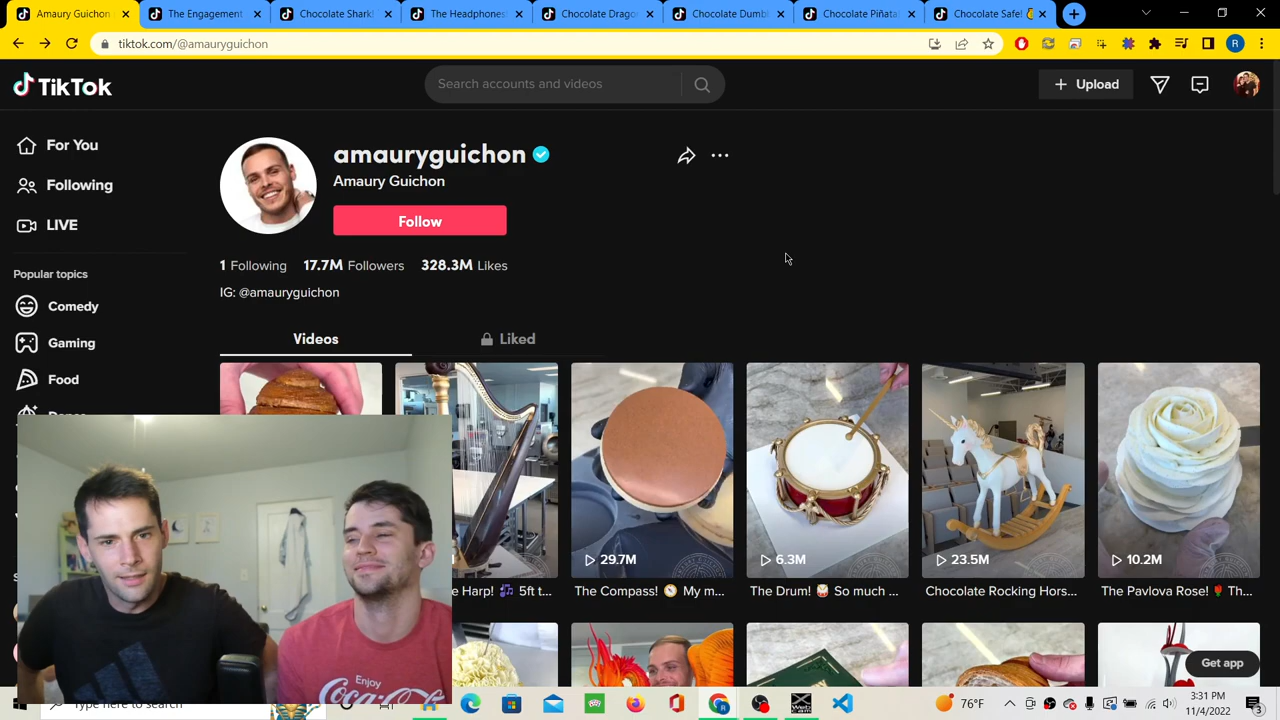 Amaury Guichon
The Engagement
Chocolate Shark!
The Headphones!
Chocolate Drago
Chocolate Dumbl
Chocolate Piñata
Chocolate Safe!
tiktok.com/@amauryguichon
R
TikTok
Search accounts and videos
Upload
For You
Following
LIVE
Popular topics
Comedy
Gaming
Food
amauryguichon
Amaury Guichon
Follow
1 Following 17.7M Followers 328.3M Likes
IG: @amauryguichon
Videos
Liked
29.7M
6.3M
23.5M
10.2M
e Harp! 🎶 5ft t...
The Compass! 🧭 My m...
The Drum! 🥁 So much ...
Chocolate Rocking Hors...
The Pavlova Rose! 🌹 Th...
Get app
Enjoy
Coca-Co
Type here to search
76°F
3:31 PM
11/4/2022
3